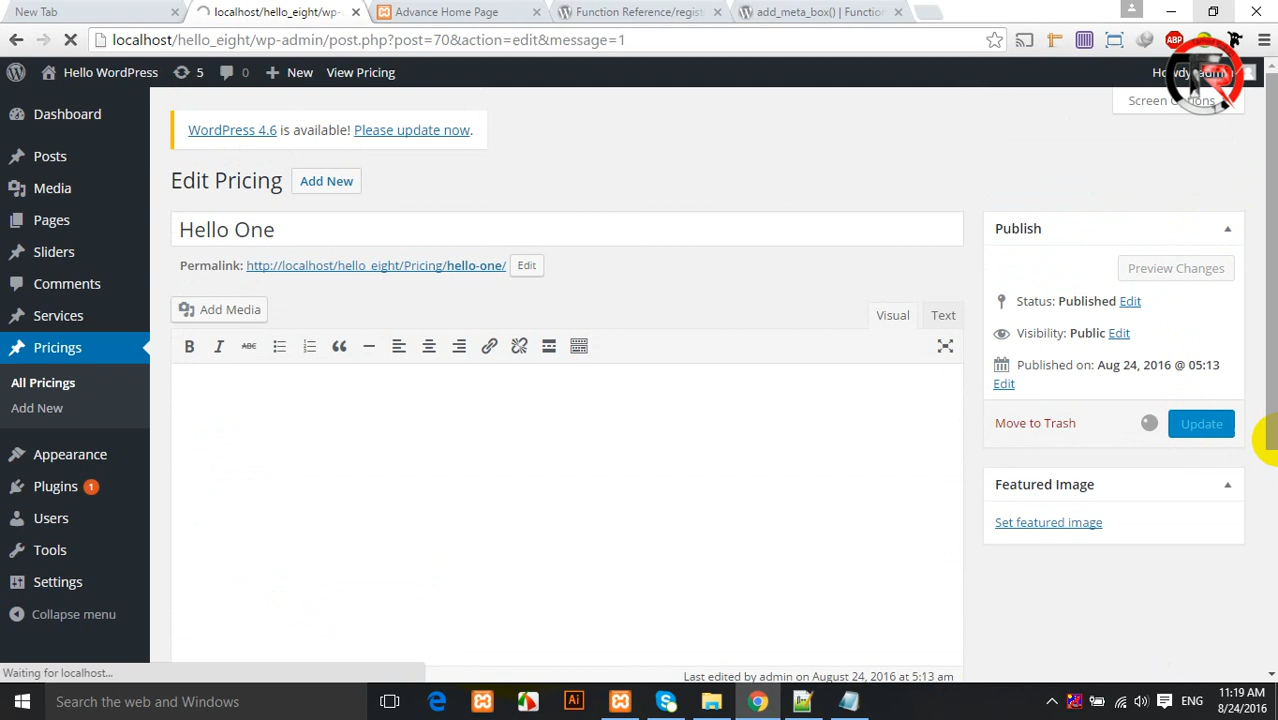 New Tab
localhost/hello_eight/wp-
Advance Home Page
Function Reference/regist
add_meta_box() | Function
localhost/hello_eight/wp-admin/post.php?post=70&action=edit&message=1
ABP
Hello WordPress
5
0
New
View Pricing
Howdy, admin
Screen Options
WordPress 4.6 is available! Please update now.
Dashboard
Posts
Media
Pages
Sliders
Comments
Services
Pricings
All Pricings
Add New
Appearance
Plugins 1
Users
Tools
Settings
Collapse menu
Edit Pricing
Add New
Hello One
Permalink: http://localhost/hello_eight/Pricing/hello-one/
Edit
Add Media
Visual
Text
B
I
ABC
Last edited by admin on August 24, 2016 at 5:13 am
Publish
Preview Changes
Status: Published Edit
Visibility: Public Edit
Published on: Aug 24, 2016 @ 05:13
Edit
Move to Trash
Update
Featured Image
Set featured image
Waiting for localhost...
Search the web and Windows
Ai
ENG
11:19 AM
8/24/2016